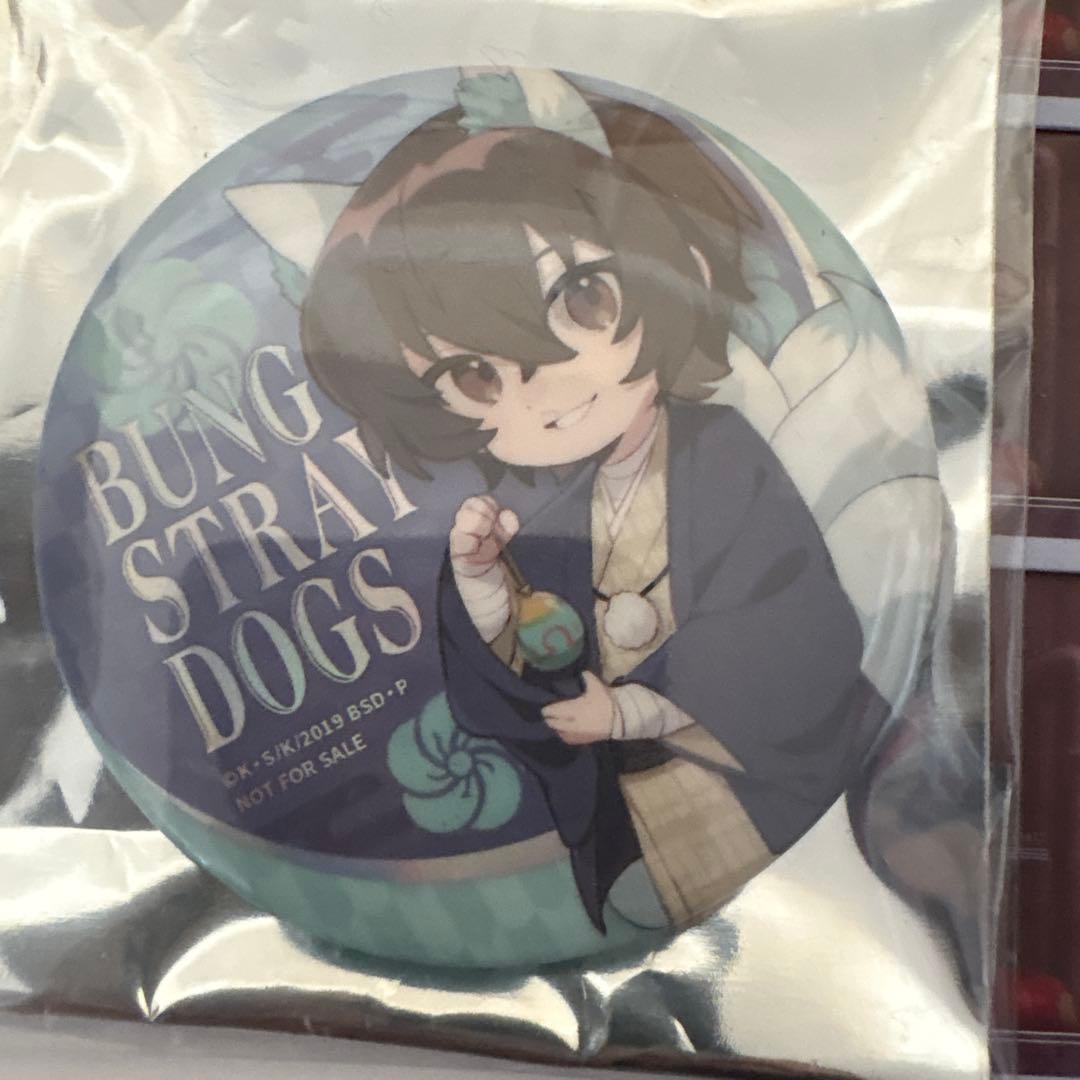 BUNG
STRAY
DOGS
©K・S/K/2019 BSD・P
NOT FOR SALE